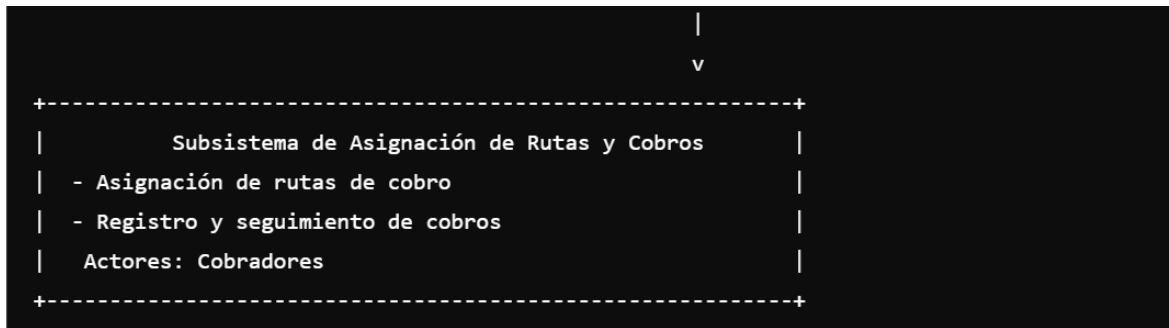 |
v
+------------------------------------------------------------+
|          Subsistema de Asignación de Rutas y Cobros        |
|  - Asignación de rutas de cobro                            |
|  - Registro y seguimiento de cobros                        |
|   Actores: Cobradores                                      |
+------------------------------------------------------------+